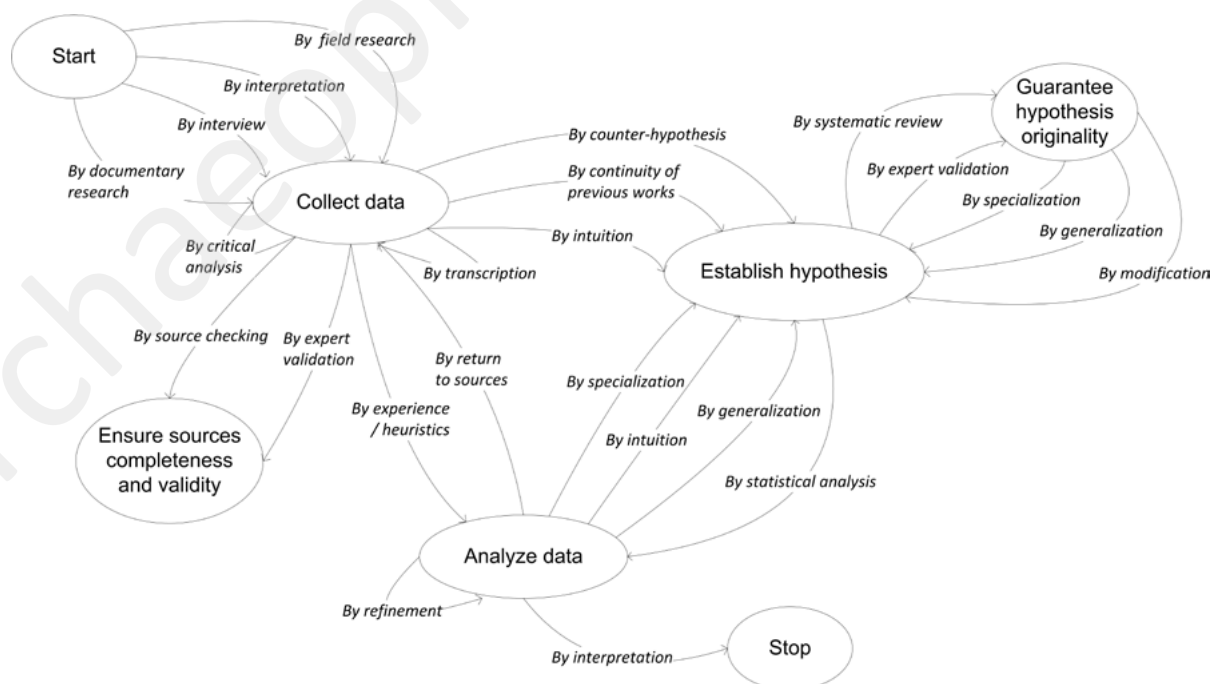 Start
By field research
By interpretation
By interview
By documentary
research
Collect data
By critical
analysis
By transcription
By counter-hypothesis
By continuity of
previous works
By intuition
Establish hypothesis
By systematic review
By expert validation
Guarantee
hypothesis
originality
By specialization
By generalization
By modification
By source checking
By expert
validation
Ensure sources
completeness
and validity
By experience
/ heuristics
By return
to sources
By specialization
By intuition
By generalization
By statistical analysis
Analyze data
By refinement
By interpretation
Stop